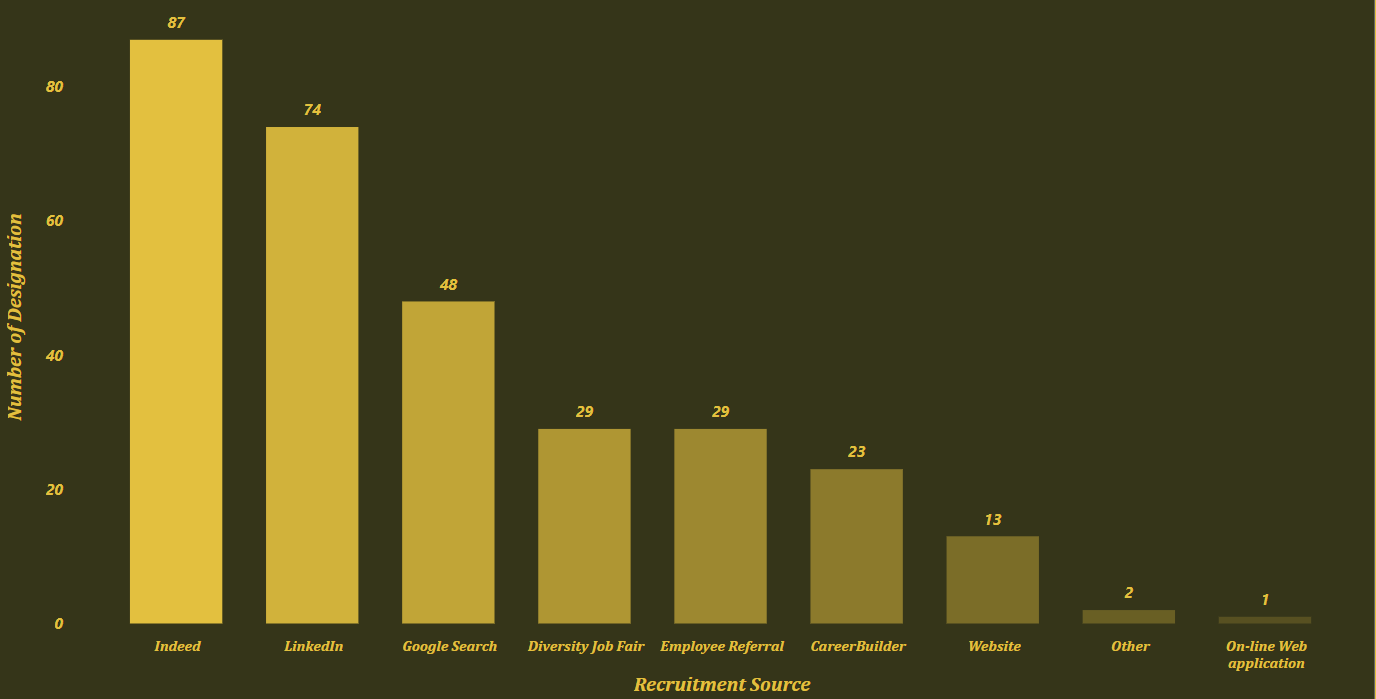 87
74
48
29
29
23
13
2
1
80
60
40
20
0
Number of Designation
Indeed
LinkedIn
Google Search
Diversity Job Fair
Employee Referral
CareerBuilder
Website
Other
On-line Web
application
Recruitment Source